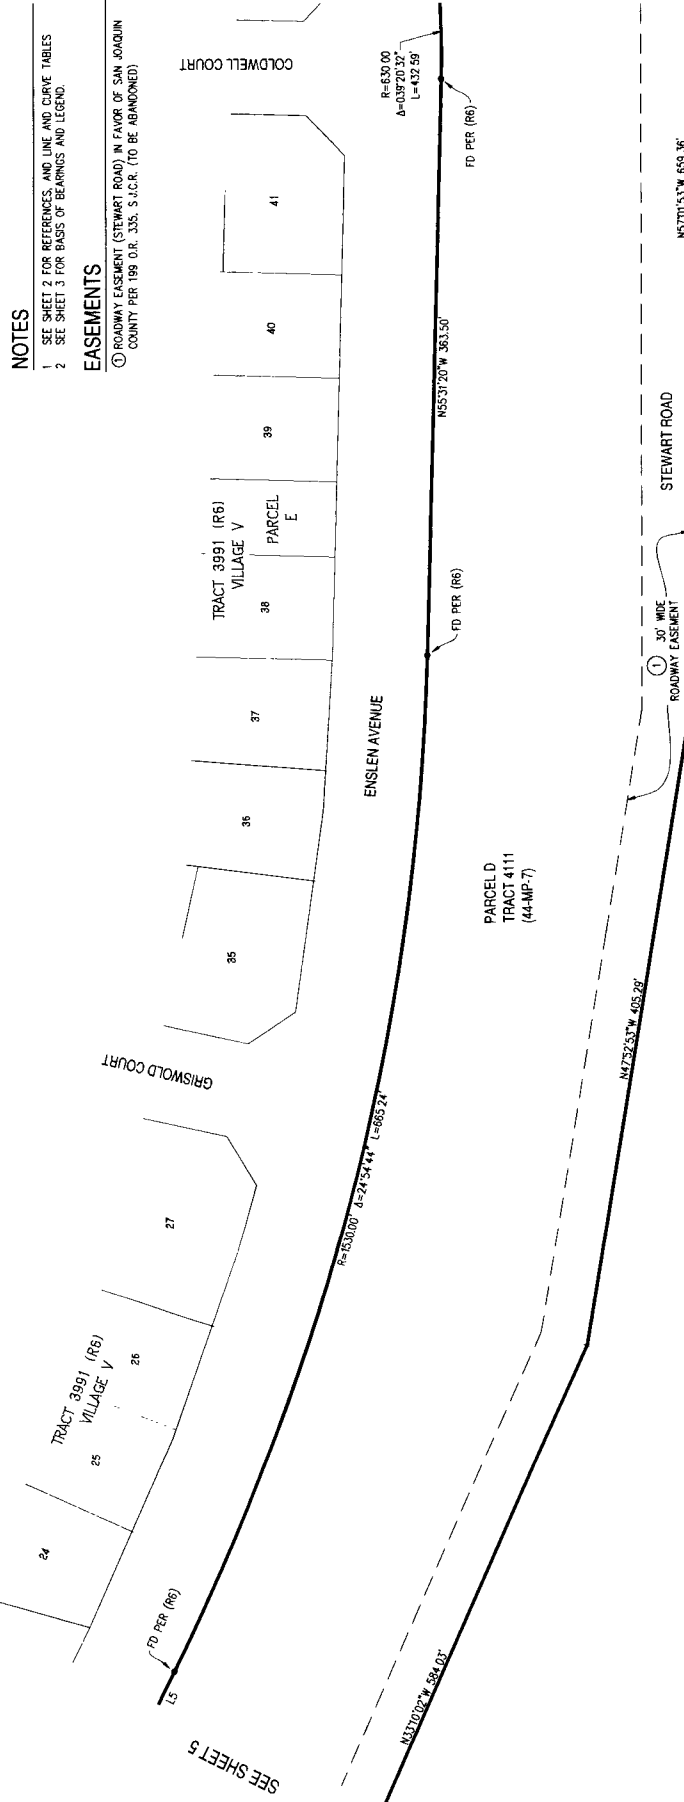 NOTES
1 SEE SHEET 2 FOR REFERENCES, AND LINE AND CURVE TABLES
2 SEE SHEET 3 FOR BASIS OF BEARINGS AND LEGEND.
EASEMENTS
① ROADWAY EASEMENT (STEWART ROAD) IN FAVOR OF SAN JOAQUIN
COUNTY PER 199 O.R. 335, S.J.C.R. (TO BE ABANDONED)
COLDWELL COURT
R=630.00
Δ=039°20'32"
L=432.59'
FD PER (R6)
41
40
39
PARCEL
E
TRACT 3991 (R6)
VILLAGE V
38
37
36
35
N55°31'20"W 363.50'
FD PER (R6)
ENSLEN AVENUE
N57°01'53"W 659.36'
STEWART ROAD
① 30' WIDE
ROADWAY EASEMENT
PARCEL D
TRACT 4111
(44-MP-7)
GRISWOLD COURT
N47°52'53"W 405.29'
R=1530.00' Δ=24°54'44" L=665.24'
27
26
TRACT 3991 (R6)
VILLAGE V
25
24
FD PER (R6)
L5
N33°10'02"W 584.03'
SEE SHEET 5